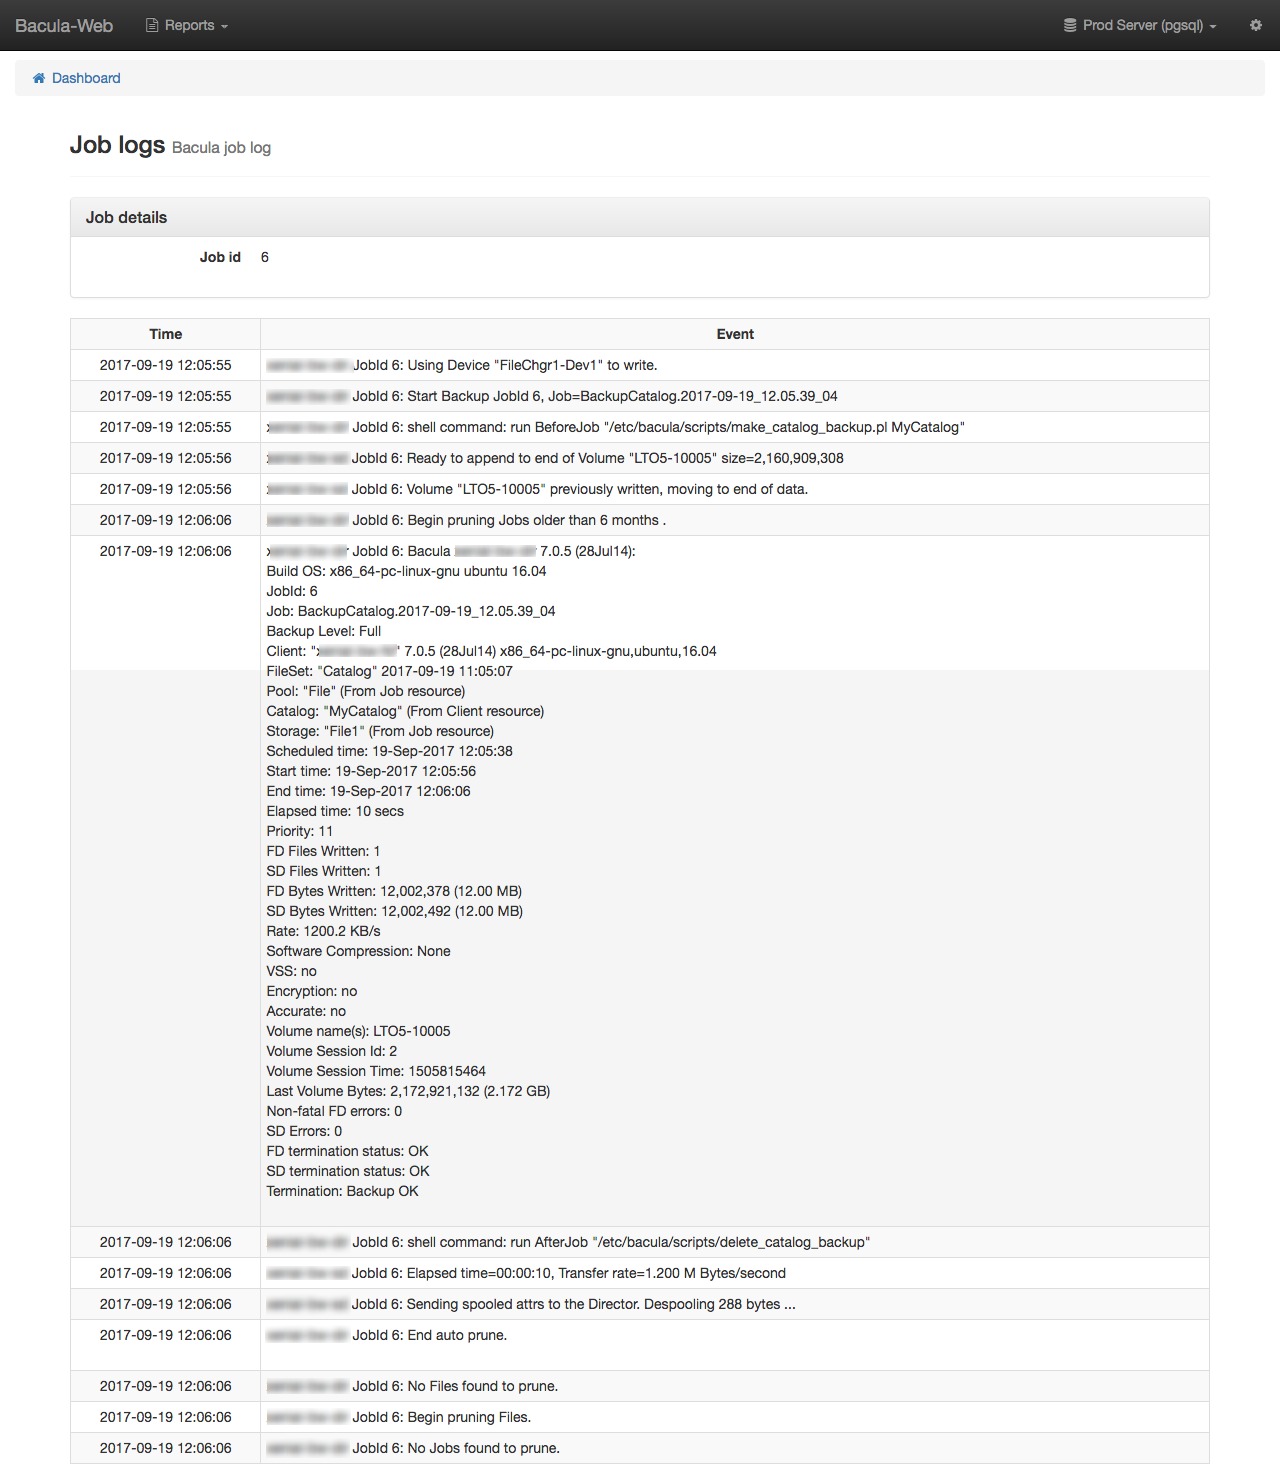 Bacula-Web
Reports
Prod Server (pgsql)
Dashboard
Job logs Bacula job log
Job details
Job id 6
Time Event
2017-09-19 12:05:55 JobId 6: Using Device "FileChgr1-Dev1" to write.
2017-09-19 12:05:55 JobId 6: Start Backup JobId 6, Job=BackupCatalog.2017-09-19_12.05.39_04
2017-09-19 12:05:55 JobId 6: shell command: run BeforeJob "/etc/bacula/scripts/make_catalog_backup.pl MyCatalog"
2017-09-19 12:05:56 JobId 6: Ready to append to end of Volume "LTO5-10005" size=2,160,909,308
2017-09-19 12:05:56 JobId 6: Volume "LTO5-10005" previously written, moving to end of data.
2017-09-19 12:06:06 JobId 6: Begin pruning Jobs older than 6 months .
2017-09-19 12:06:06 JobId 6: Bacula 7.0.5 (28Jul14):
Build OS: x86_64-pc-linux-gnu ubuntu 16.04
JobId: 6
Job: BackupCatalog.2017-09-19_12.05.39_04
Backup Level: Full
Client: " " 7.0.5 (28Jul14) x86_64-pc-linux-gnu,ubuntu,16.04
FileSet: "Catalog" 2017-09-19 11:05:07
Pool: "File" (From Job resource)
Catalog: "MyCatalog" (From Client resource)
Storage: "File1" (From Job resource)
Scheduled time: 19-Sep-2017 12:05:38
Start time: 19-Sep-2017 12:05:56
End time: 19-Sep-2017 12:06:06
Elapsed time: 10 secs
Priority: 11
FD Files Written: 1
SD Files Written: 1
FD Bytes Written: 12,002,378 (12.00 MB)
SD Bytes Written: 12,002,492 (12.00 MB)
Rate: 1200.2 KB/s
Software Compression: None
VSS: no
Encryption: no
Accurate: no
Volume name(s): LTO5-10005
Volume Session Id: 2
Volume Session Time: 1505815464
Last Volume Bytes: 2,172,921,132 (2.172 GB)
Non-fatal FD errors: 0
SD Errors: 0
FD termination status: OK
SD termination status: OK
Termination: Backup OK
2017-09-19 12:06:06 JobId 6: shell command: run AfterJob "/etc/bacula/scripts/delete_catalog_backup"
2017-09-19 12:06:06 JobId 6: Elapsed time=00:00:10, Transfer rate=1.200 M Bytes/second
2017-09-19 12:06:06 JobId 6: Sending spooled attrs to the Director. Despooling 288 bytes ...
2017-09-19 12:06:06 JobId 6: End auto prune.
2017-09-19 12:06:06 JobId 6: No Files found to prune.
2017-09-19 12:06:06 JobId 6: Begin pruning Files.
2017-09-19 12:06:06 JobId 6: No Jobs found to prune.